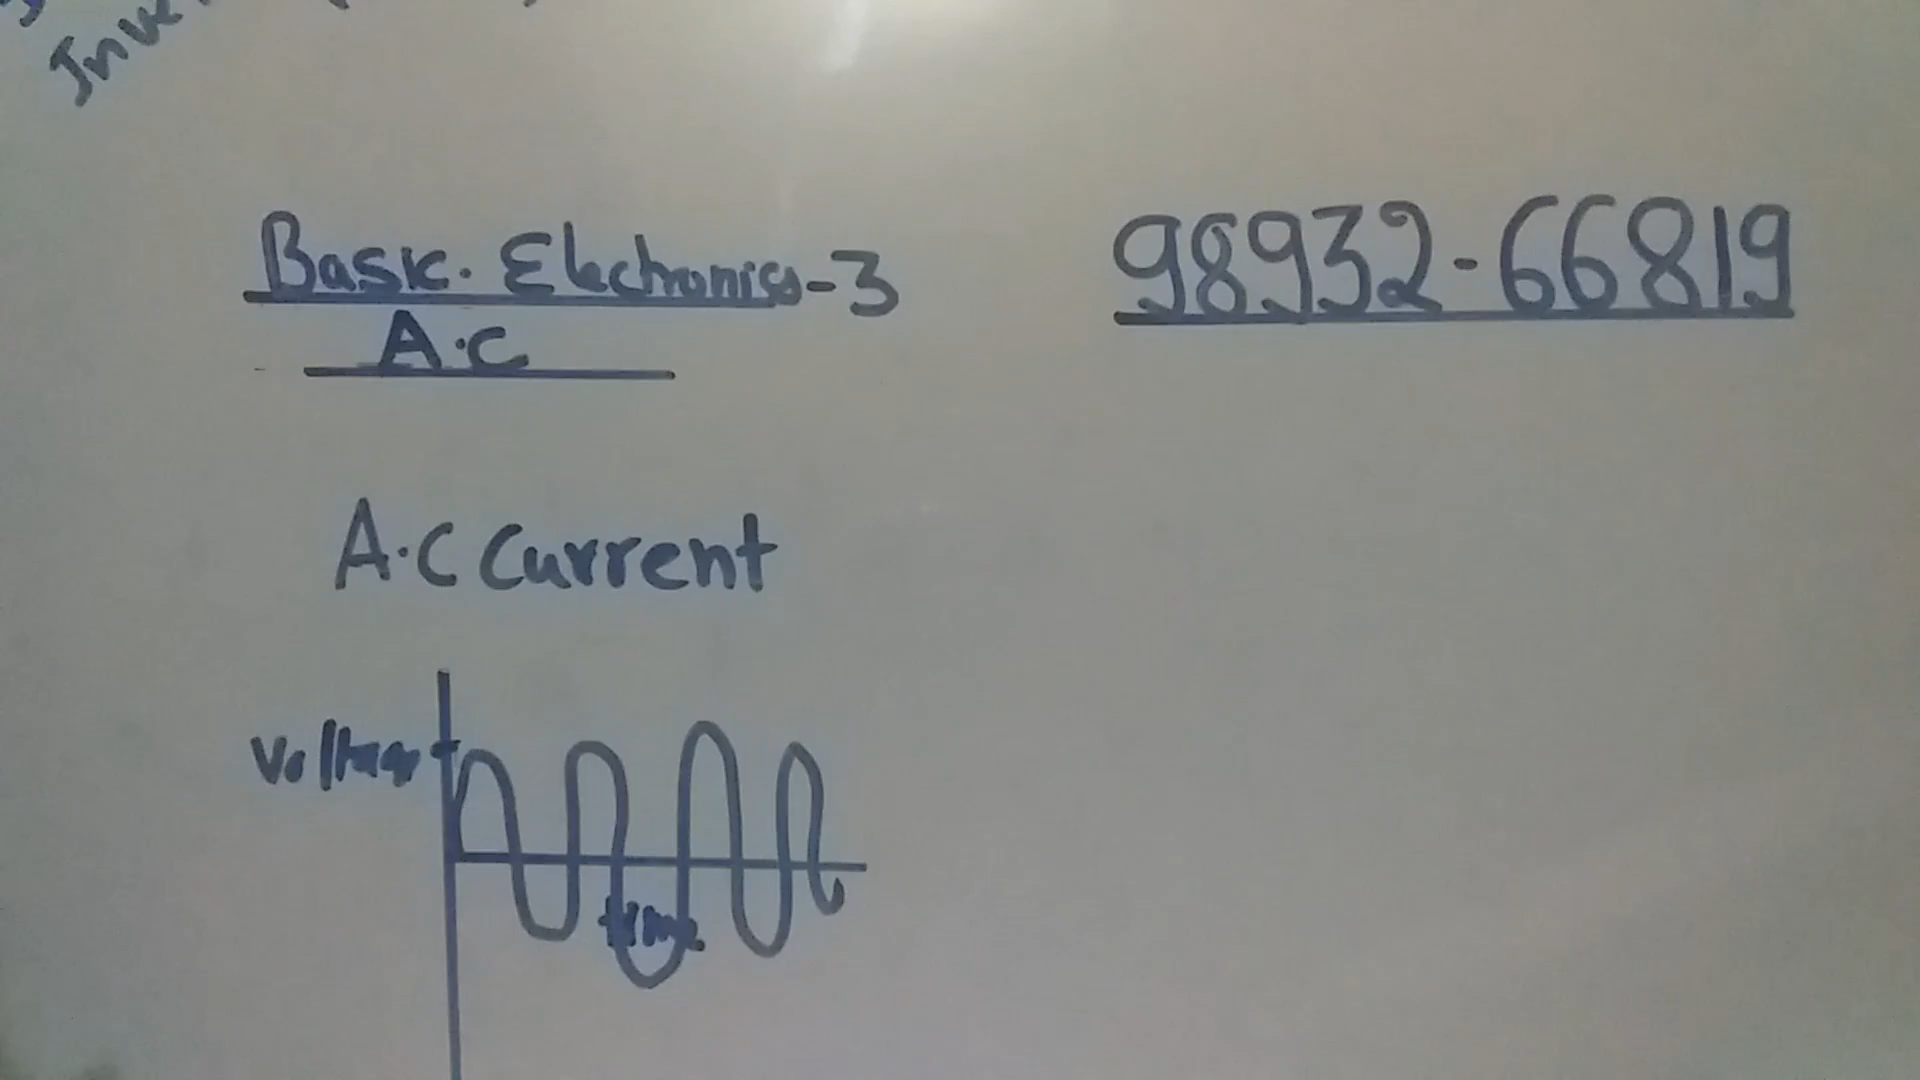 Basic. Electronics-3
98932-66819
A.C
A.C Current
Voltage
time